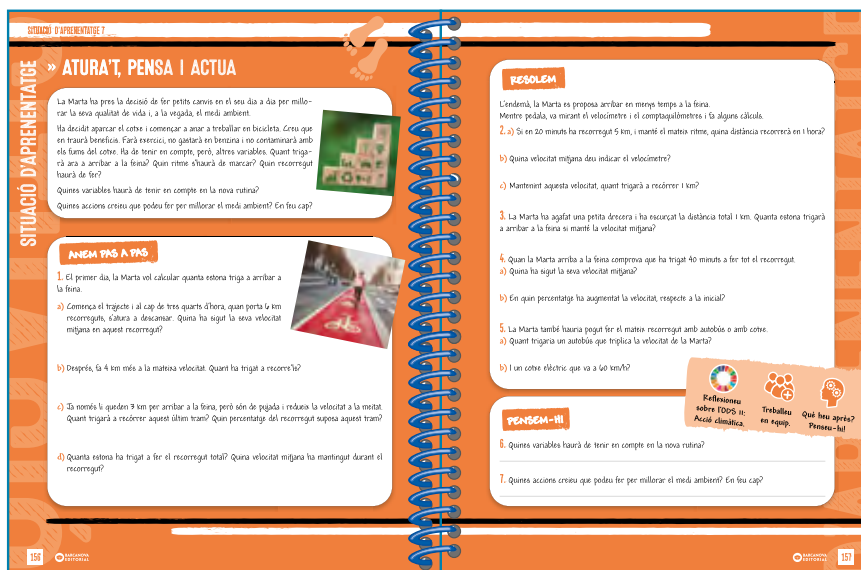 SITUACIÓ D'APRENENTATGE 7
SITUACIÓ D'APRENENTATGE
» ATURA'T, PENSA I ACTUA
La Marta ha pres la decisió de fer petits canvis en el seu dia a dia per millo-
rar la seva qualitat de vida i, a la vegada, el medi ambient.
Ha decidit aparcar el cotxe i començar a anar a treballar en bicicleta. Creu que
en traurà beneficis. Farà exercici, no gastarà en benzina i no contaminarà amb
els fums del cotxe. Ha de tenir en compte, però, altres variables. Quant triga-
rà ara a arribar a la feina? Quin ritme s'haurà de marcar? Quin recorregut
haurà de fer?
Quines variables haurà de tenir en compte en la nova rutina?
Quines accions creieu que podeu fer per millorar el medi ambient? En feu cap?
ANEM PAS A PAS
1. El primer dia, la Marta vol calcular quanta estona triga a arribar a
la feina.
a) Comença el trajecte i al cap de tres quarts d'hora, quan porta 6 km
recorreguts, s'atura a descansar. Quina ha sigut la seva velocitat
mitjana en aquest recorregut?
b) Després, fa 4 km més a la mateixa velocitat. Quant ha trigat a recorre'ls?
c) Ja només li queden 3 km per arribar a la feina, però són de pujada i redueix la velocitat a la meitat.
Quant trigarà a recórrer aquest últim tram? Quin percentatge del recorregut suposa aquest tram?
d) Quanta estona ha trigat a fer el recorregut total? Quina velocitat mitjana ha mantingut durant el
recorregut?
156
BARCANOVA
EDITORIAL
RESOLEM
L'endemà, la Marta es proposa arribar en menys temps a la feina.
Mentre pedala, va mirant el velocímetre i el comptaquilòmetres i fa alguns càlculs.
2. a) Si en 20 minuts ha recorregut 5 km, i manté el mateix ritme, quina distància recorrerà en 1 hora?
b) Quina velocitat mitjana deu indicar el velocímetre?
c) Mantenint aquesta velocitat, quant trigarà a recórrer 1 km?
3. La Marta ha agafat una petita drecera i ha escurçat la distància total 1 km. Quanta estona trigarà
a arribar a la feina si manté la velocitat mitjana?
4. Quan la Marta arriba a la feina comprova que ha trigat 40 minuts a fer tot el recorregut.
a) Quina ha sigut la seva velocitat mitjana?
b) En quin percentatge ha augmentat la velocitat, respecte a la inicial?
5. La Marta també hauria pogut fer el mateix recorregut amb autobús o amb cotxe.
a) Quant trigaria un autobús que triplica la velocitat de la Marta?
b) I un cotxe elèctric que va a 60 km/h?
Reflexioneu
sobre l'ODS 11:
Acció climàtica.
Treballeu
en equip.
Què heu après?
Penseu-hi!
PENSEM-HI
6. Quines variables haurà de tenir en compte en la nova rutina?
7. Quines accions creieu que podeu fer per millorar el medi ambient? En feu cap?
BARCANOVA
EDITORIAL
157